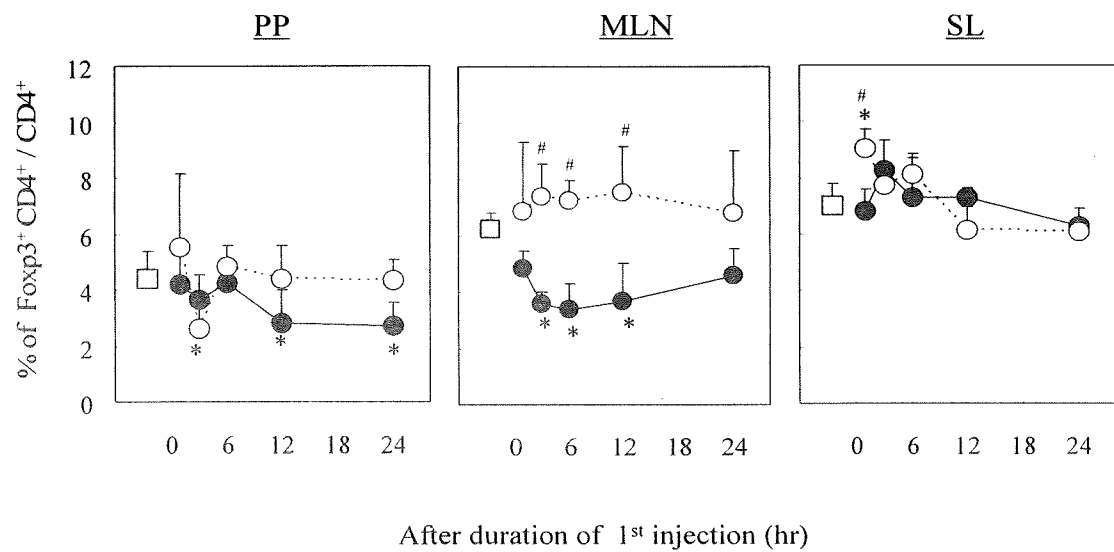 PP MLN SL
% of Foxp3⁺ CD4⁺ / CD4⁺
12
10
8
6
4
2
0
* * *
# # #
* * *
#
*
0 6 12 18 24 0 6 12 18 24 0 6 12 18 24
After duration of 1st injection (hr)